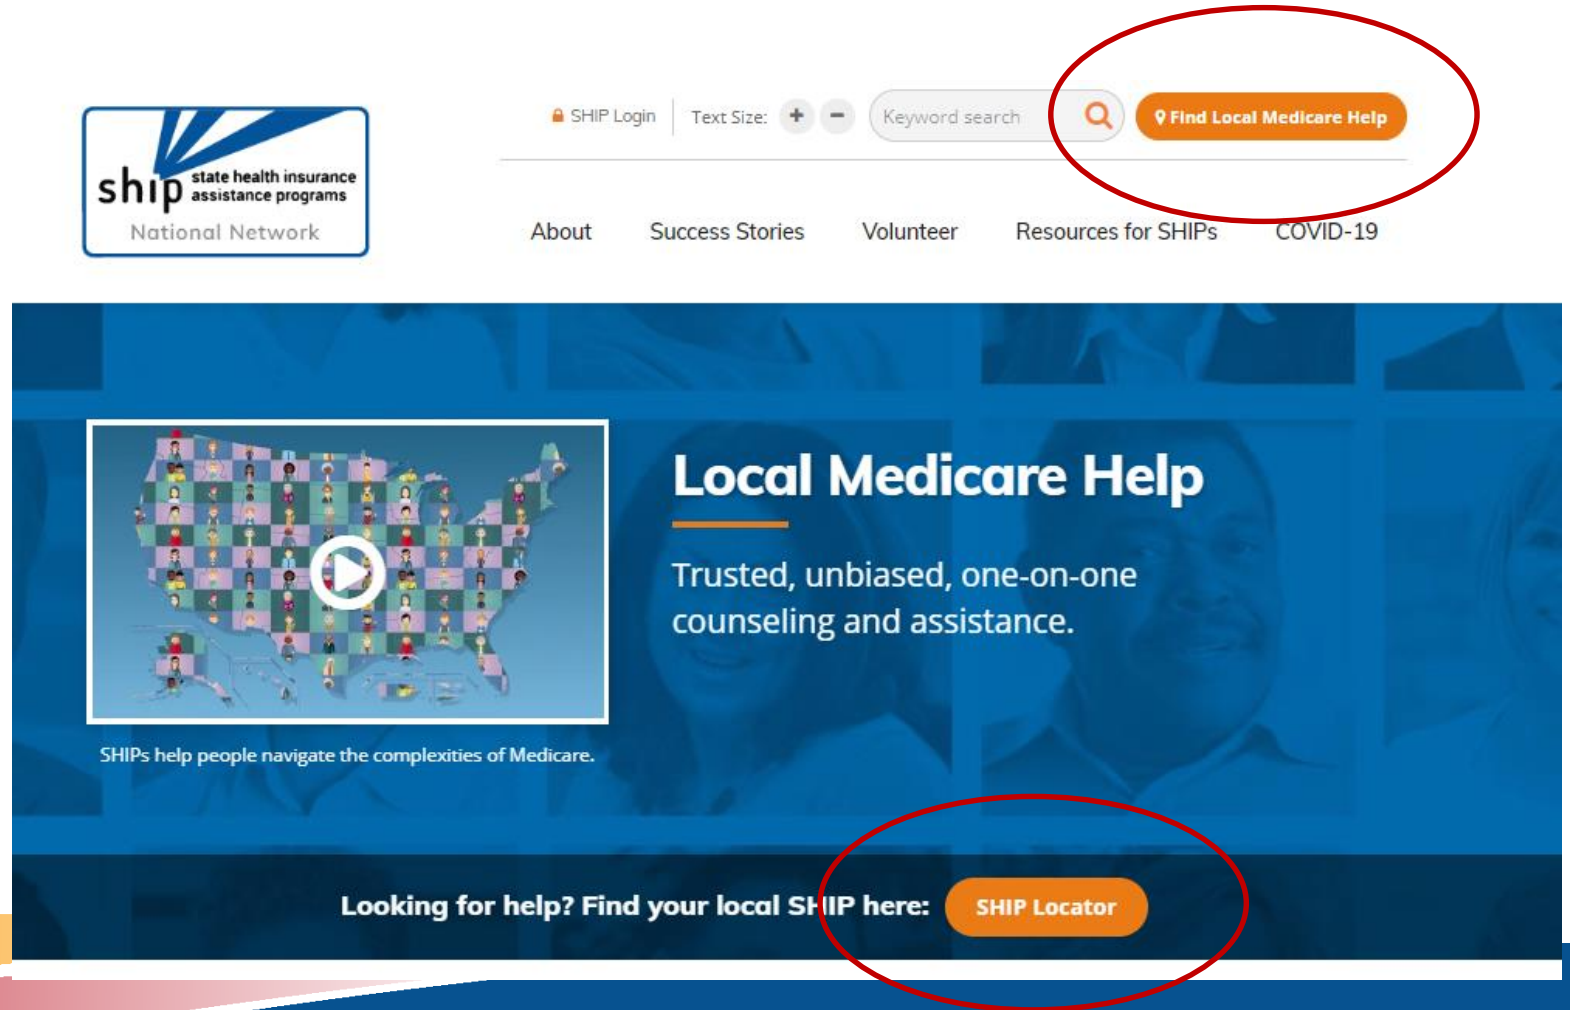 SHIP Login
Text Size: + -
Keyword search
Find Local Medicare Help
ship state health insurance
assistance programs
National Network
About
Success Stories
Volunteer
Resources for SHIPs
COVID-19
Local Medicare Help
Trusted, unbiased, one-on-one
counseling and assistance.
SHIPs help people navigate the complexities of Medicare.
Looking for help? Find your local SHIP here:
SHIP Locator